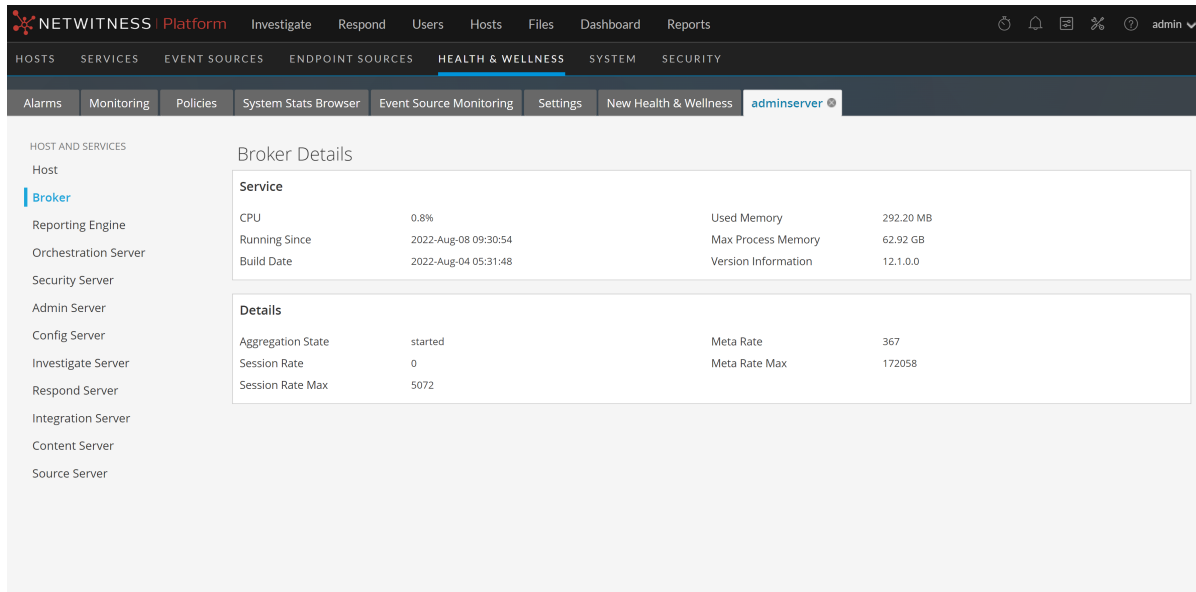 NETWITNESS Platform Investigate Respond Users Hosts Files Dashboard Reports admin
HOSTS SERVICES EVENT SOURCES ENDPOINT SOURCES HEALTH & WELLNESS SYSTEM SECURITY
Alarms Monitoring Policies System Stats Browser Event Source Monitoring Settings New Health & Wellness adminserver
HOST AND SERVICES
Host
Broker
Reporting Engine
Orchestration Server
Security Server
Admin Server
Config Server
Investigate Server
Respond Server
Integration Server
Content Server
Source Server
Broker Details
Service
CPU 0.8% Used Memory 292.20 MB
Running Since 2022-Aug-08 09:30:54 Max Process Memory 62.92 GB
Build Date 2022-Aug-04 05:31:48 Version Information 12.1.0.0
Details
Aggregation State started Meta Rate 367
Session Rate 0 Meta Rate Max 172058
Session Rate Max 5072